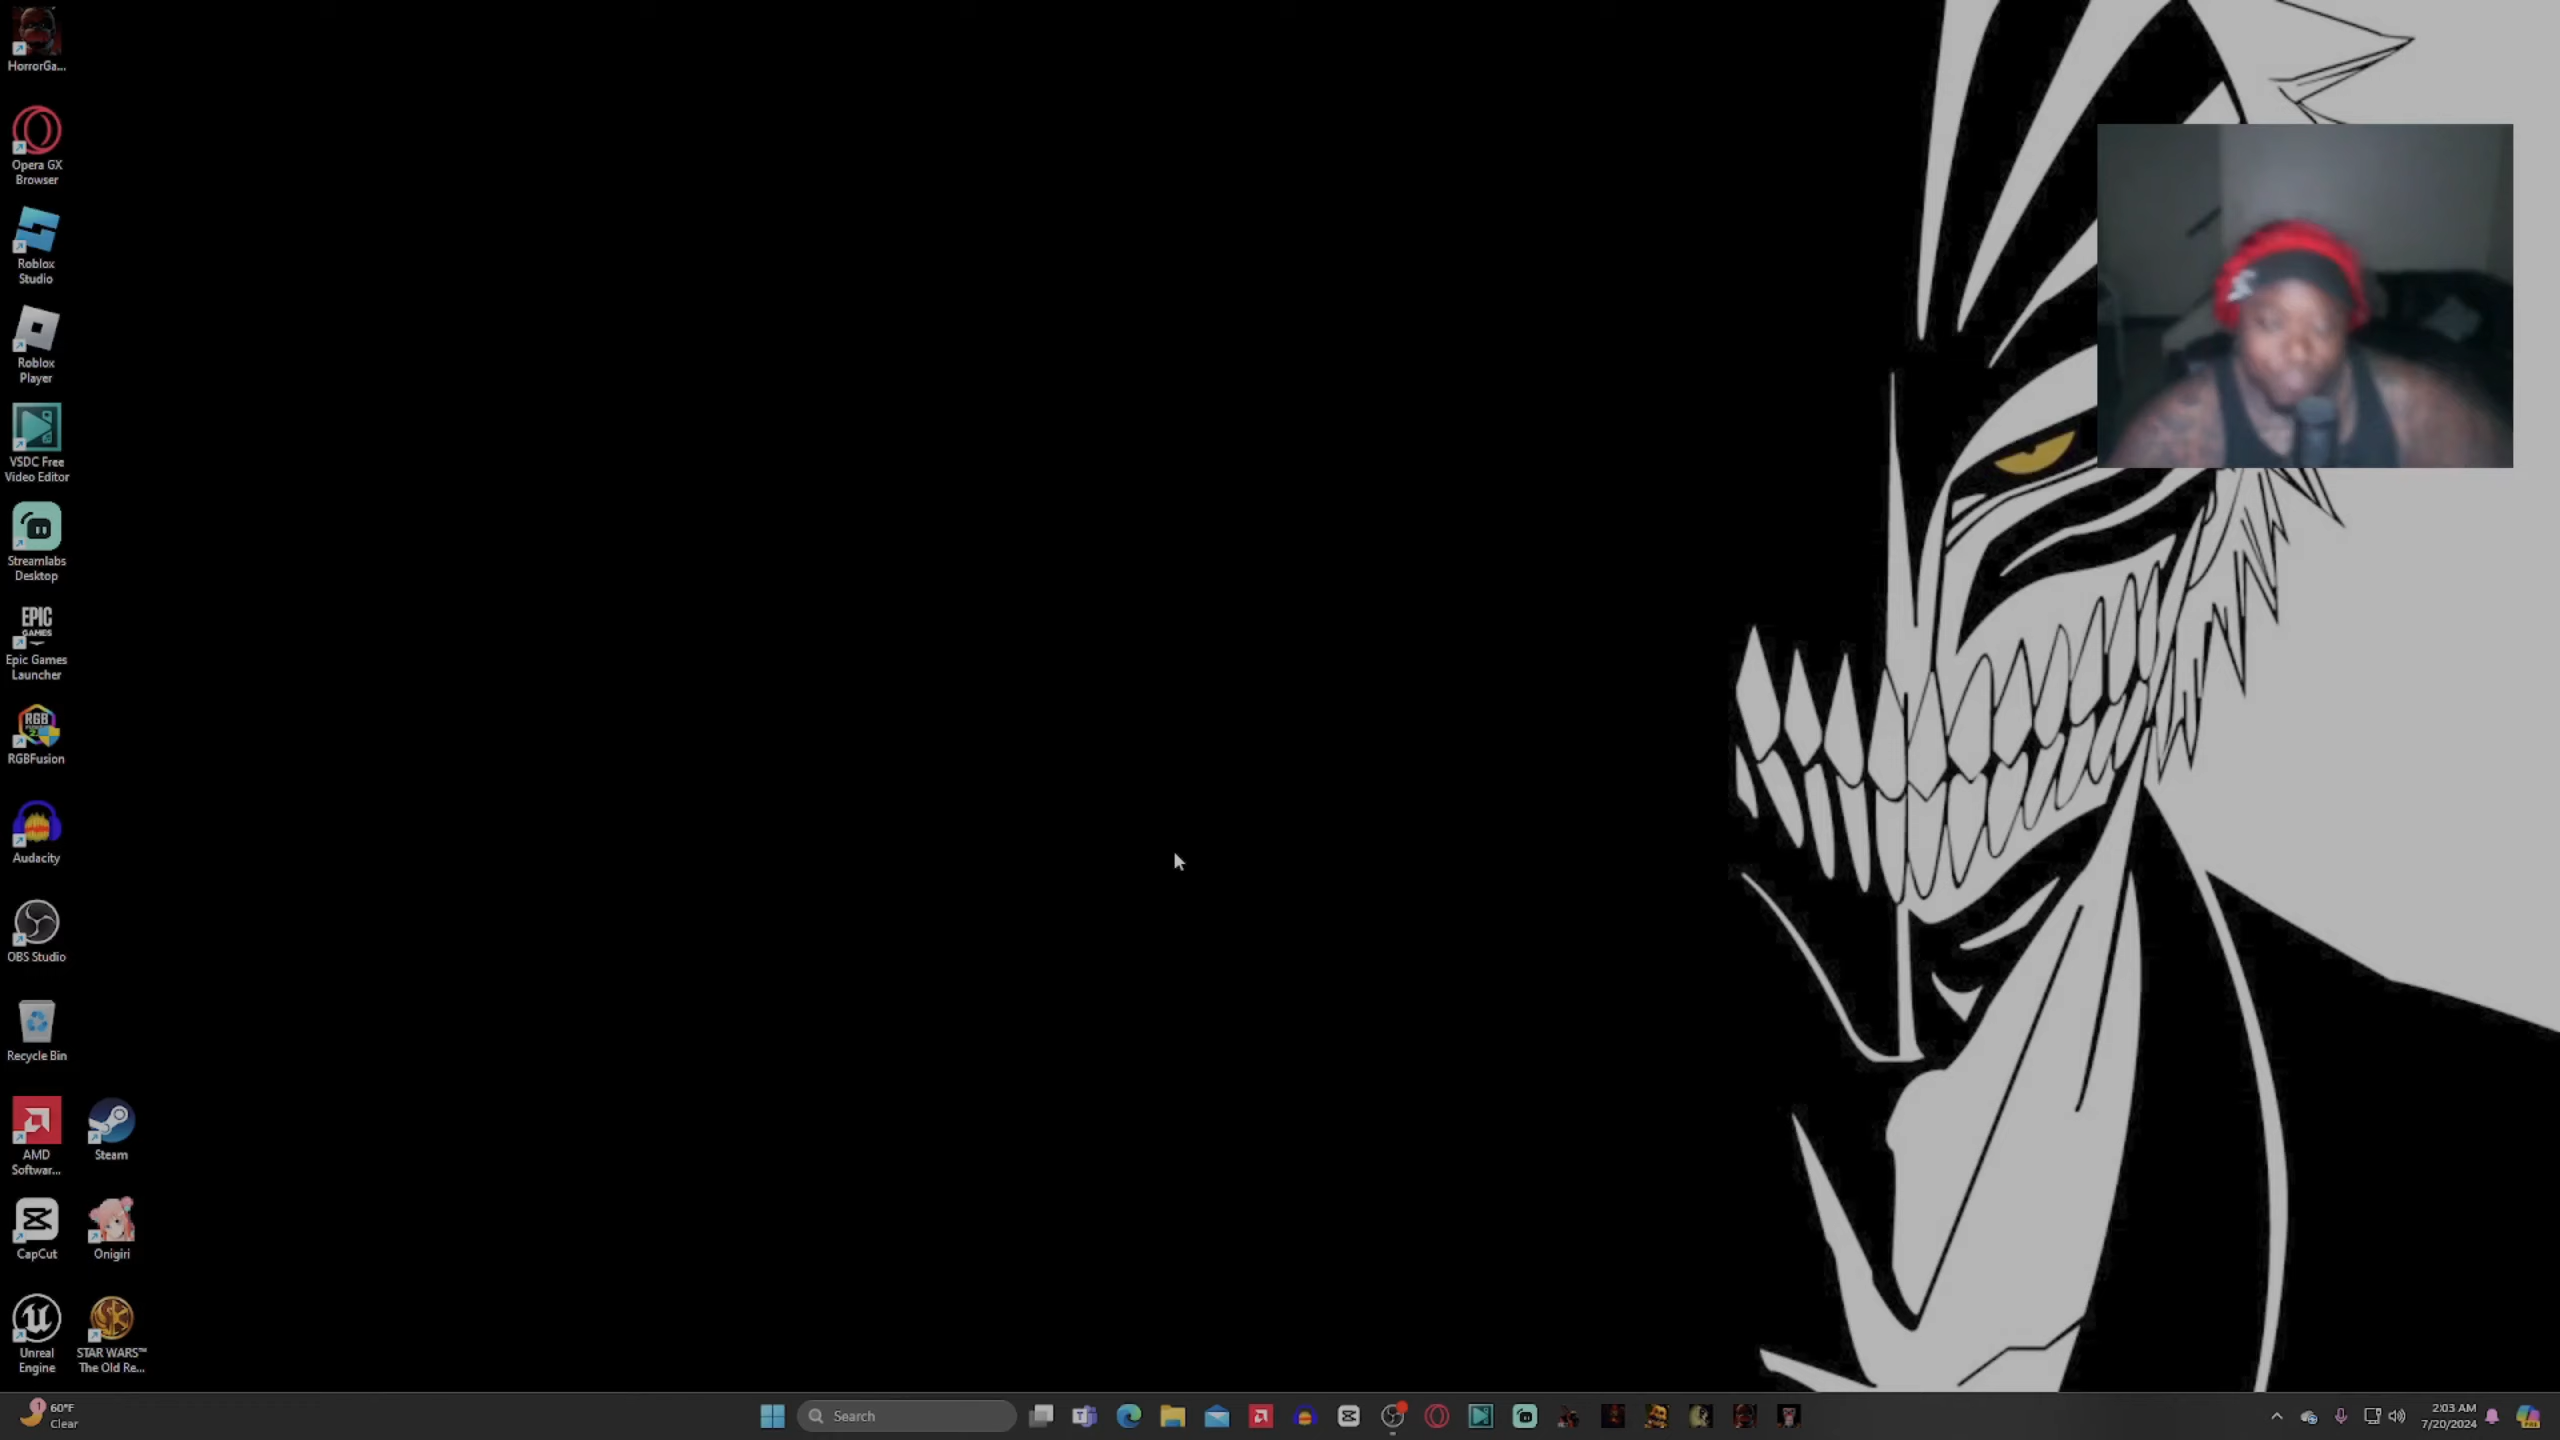 HorrorGa...
Opera GX
Browser
Roblox
Studio
Roblox
Player
VSDC Free
Video Editor
Streamlabs
Desktop
EPIC
GAMES
Epic Games
Launcher
RGB
RGBFusion
Audacity
OBS Studio
Recycle Bin
AMD
Softwar...
Steam
CapCut
Onigiri
Unreal
Engine
STAR WARS™
The Old Re...
1
60°F
Clear
Search
2:03 AM
7/20/2024